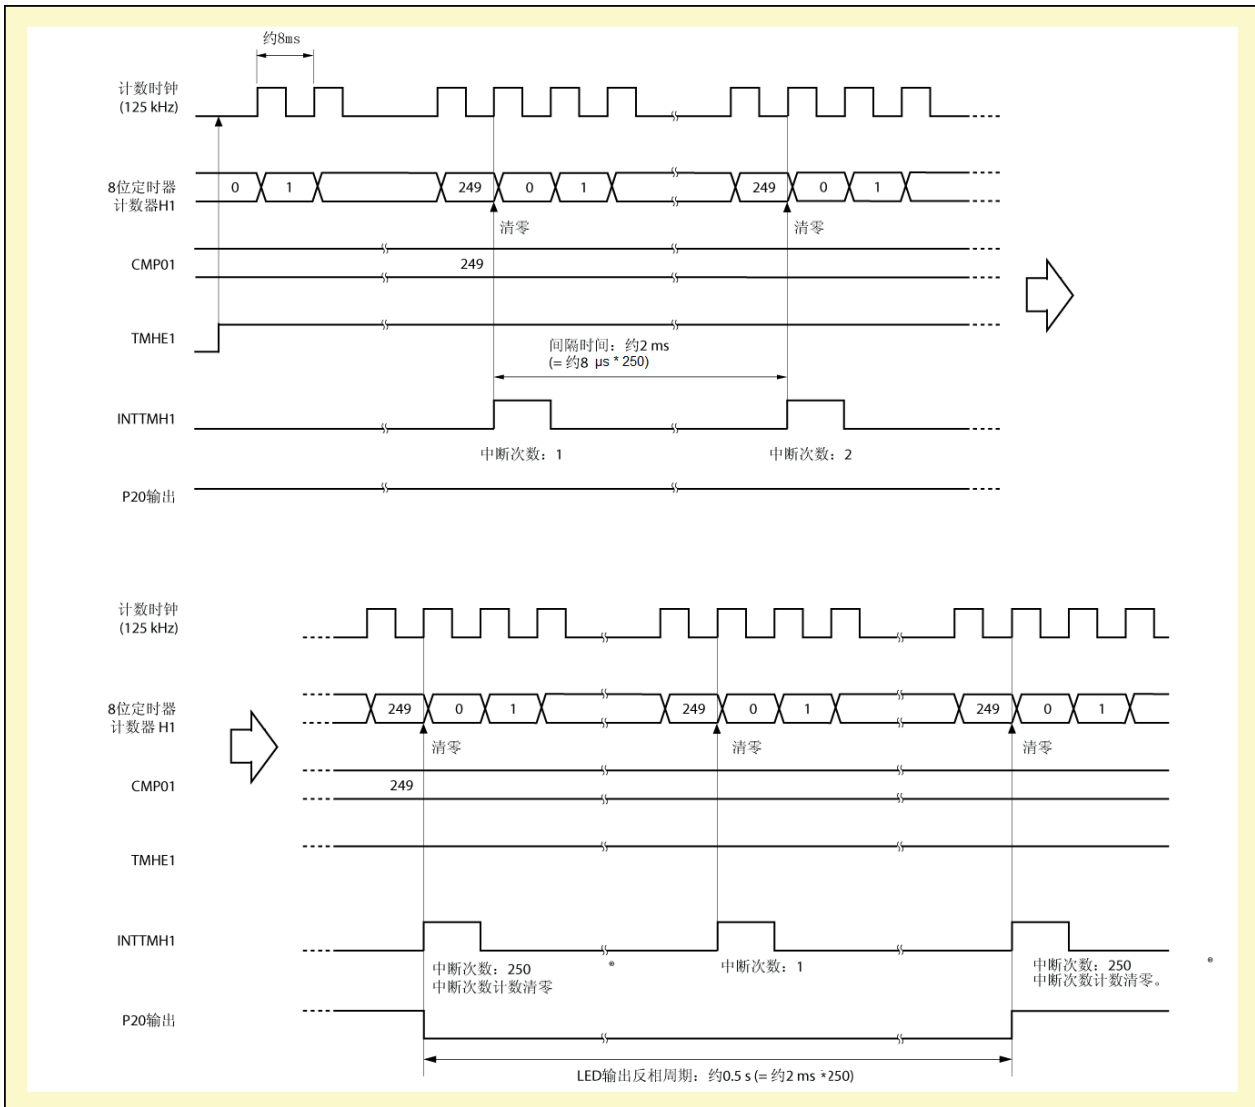 约8ms
计数时钟
(125 kHz)
8位定时器
计数器H1
0 1 249 0 1 249 0 1
清零 清零
CMP01 249
TMHE1
间隔时间：约2 ms
(= 约8 μs * 250)
INTTMH1
中断次数：1 中断次数：2
P20输出
计数时钟
(125 kHz)
8位定时器
计数器 H1
249 0 1 249 0 1 249 0 1
清零 清零 清零
CMP01 249
TMHE1
INTTMH1
中断次数：250 中断次数：1 中断次数：250
中断次数计数清零 中断次数计数清零。
P20输出
LED输出反相周期：约0.5 s (= 约2 ms *250)